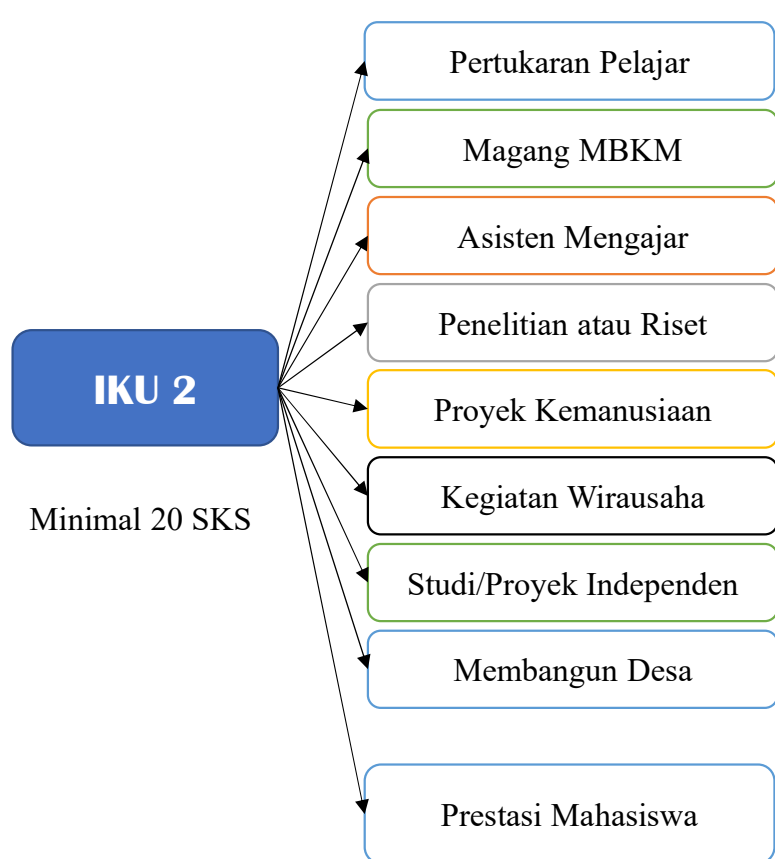 Pertukaran Pelajar
Magang MBKM
Asisten Mengajar
Penelitian atau Riset
IKU 2
Proyek Kemanusiaan
Kegiatan Wirausaha
Minimal 20 SKS
Studi/Proyek Independen
Membangun Desa
Prestasi Mahasiswa